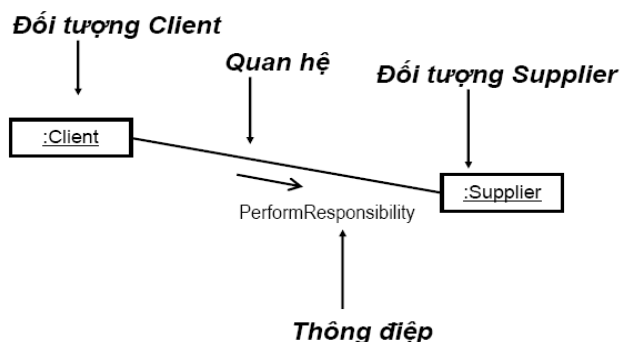 Đối tượng Client
Quan hệ
Đối tượng Supplier
:Client
:Supplier
PerformResponsibility
Thông điệp